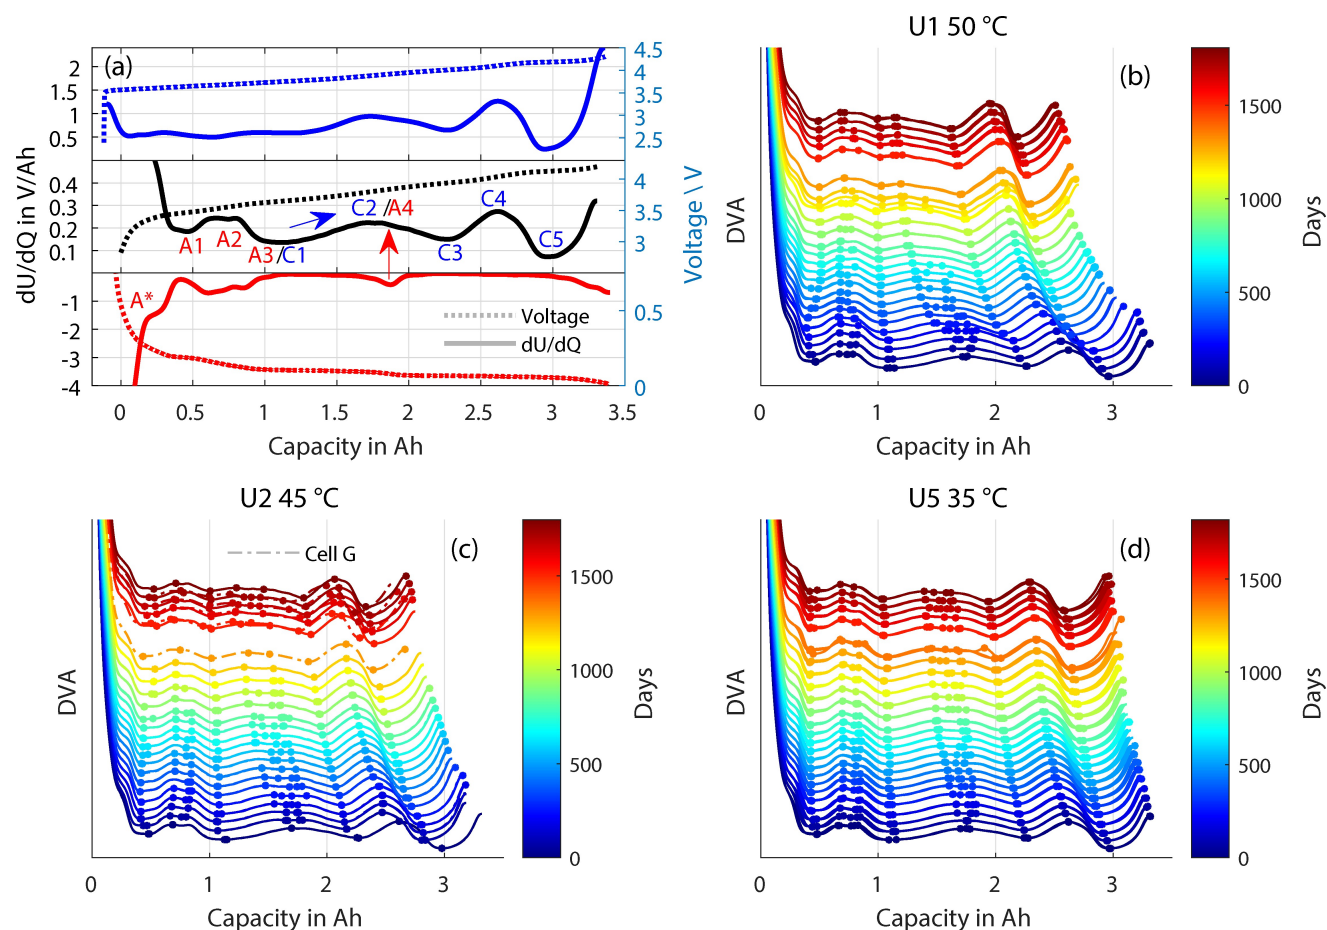 U1 50 °C
(a)
2
1.5
1
0.5
4.5
4
3.5
3
2.5
dU/dQ in V/Ah
0.4
0.3
0.2
0.1
A1
A2
A3/C1
C2/A4
C3
C4
C5
4
3.5
3
Voltage \ V
-1
-2
-3
-4
A*
Voltage
dU/dQ
0.5
0
0
0.5
1
1.5
2
2.5
3
3.5
Capacity in Ah
(b)
DVA
0
1
2
3
Capacity in Ah
1500
1000
500
0
Days
U2 45 °C
Cell G
(c)
DVA
0
1
2
3
Capacity in Ah
1500
1000
500
0
Days
U5 35 °C
(d)
DVA
0
1
2
3
Capacity in Ah
1500
1000
500
0
Days